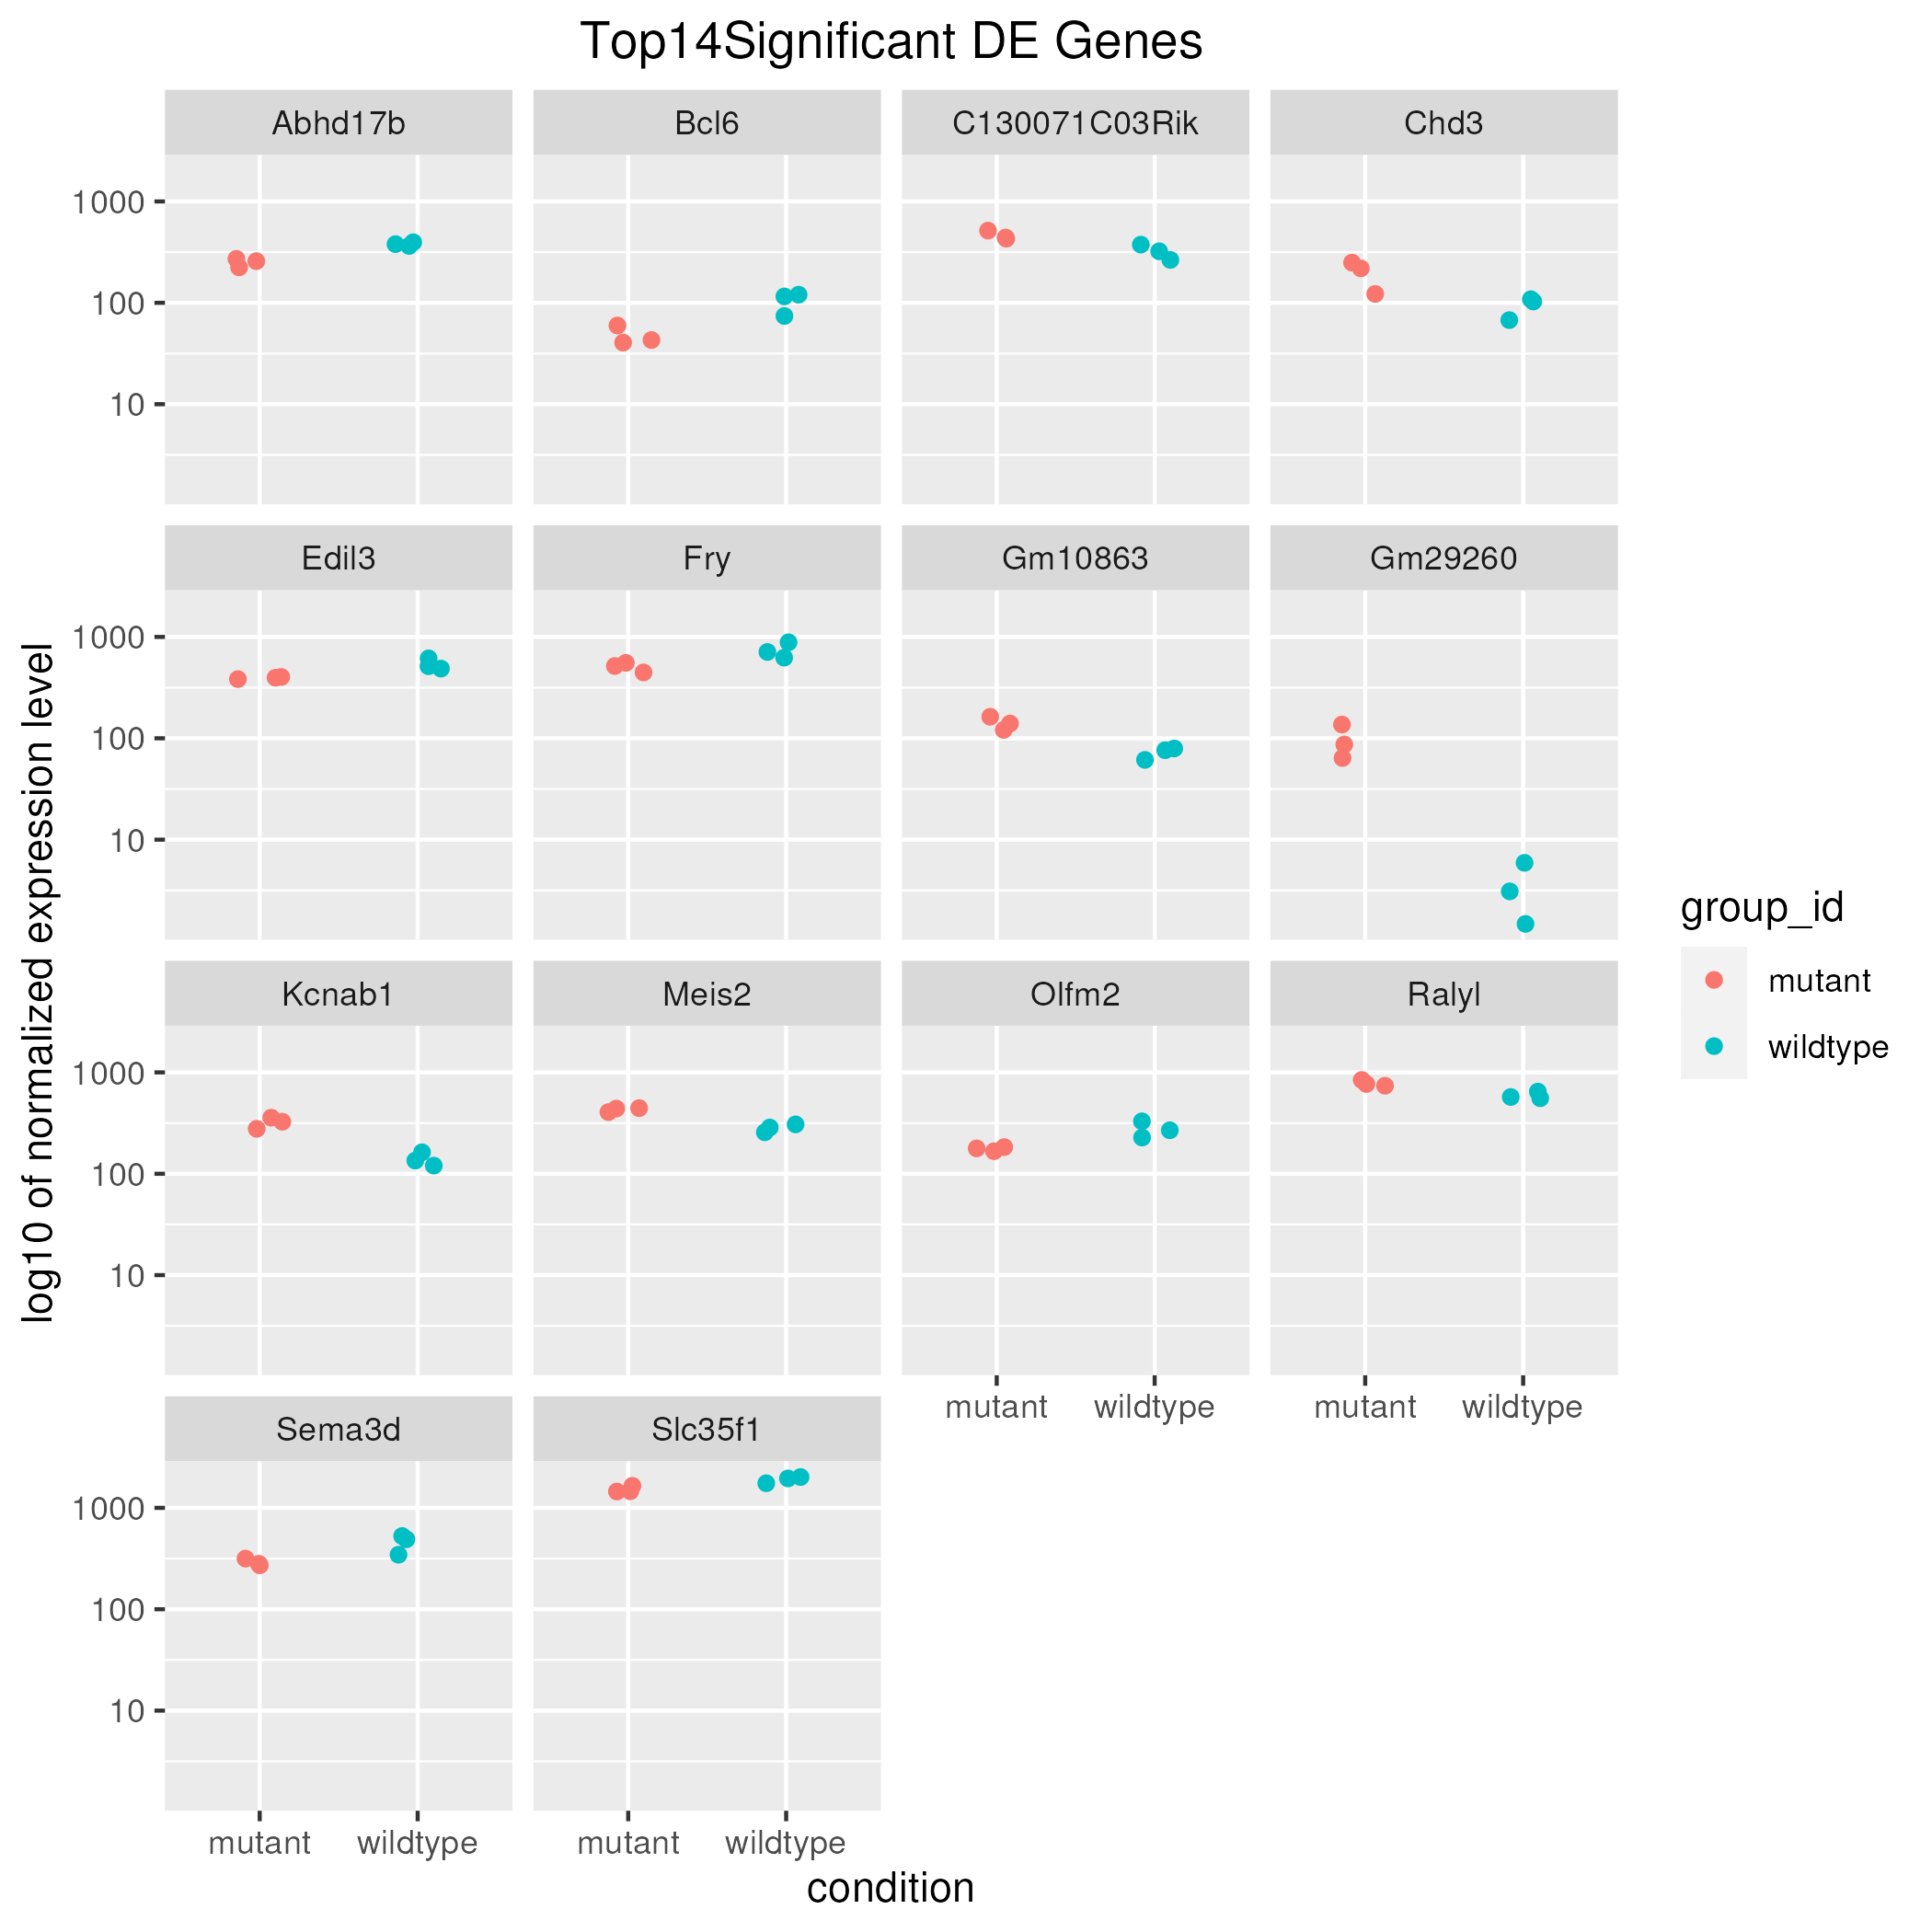 Top14Significant DE Genes
Abhd17b
Bcl6
C130071C03Rik
Chd3
1000
100
10
Edil3
Fry
Gm10863
Gm29260
1000
100
10
Kcnab1
Meis2
Olfm2
Ralyl
1000
100
10
mutant
wildtype
mutant
wildtype
Sema3d
Slc35f1
1000
100
10
mutant
wildtype
mutant
wildtype
condition
log10 of normalized expression level
group_id
mutant
wildtype